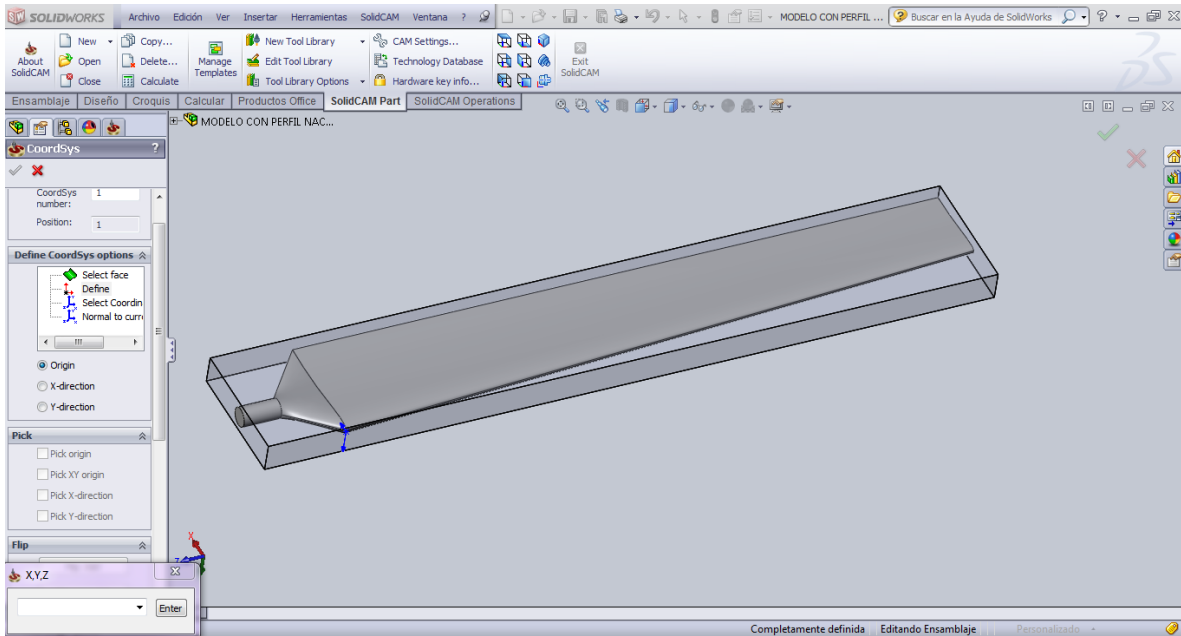 SOLIDWORKS Archivo Edición Ver Insertar Herramientas SolidCAM Ventana ? MODELO CON PERFIL ... Buscar en la Ayuda de SolidWorks
About SolidCAM
New
Open
Close
Copy...
Delete...
Calculate
Manage Templates
New Tool Library
Edit Tool Library
Tool Library Options
CAM Settings...
Technology Database
Hardware key info...
Exit SolidCAM
Ensamblaje Diseño Croquis Calcular Productos Office SolidCAM Part SolidCAM Operations
MODELO CON PERFIL NAC...
CoordSys ?
CoordSys number: 1
Position: 1
Define CoordSys options
Select face
Define
Select Coordin
Normal to curr
Origin
X-direction
Y-direction
Pick
Pick origin
Pick XY origin
Pick X-direction
Pick Y-direction
Flip
X
Z
X,Y,Z
Enter
Completamente definida Editando Ensamblaje Personalizado